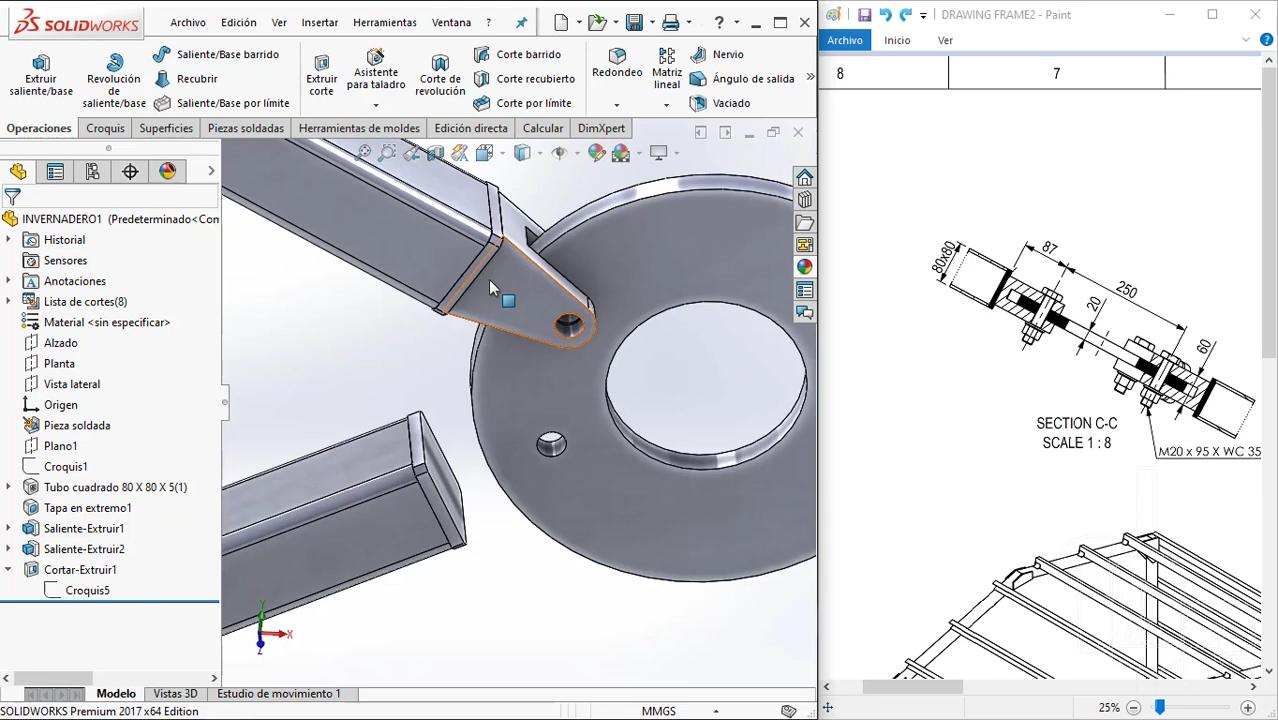 SOLIDWORKS
Archivo Edición Ver Insertar Herramientas Ventana ? ?
Extruir saliente/base
Revolución de saliente/base
Saliente/Base barrido
Recubrir
Saliente/Base por límite
Extruir corte
Asistente para taladro
Corte de revolución
Corte barrido
Corte recubierto
Corte por límite
Redondeo
Matriz lineal
Nervio
Ángulo de salida
Vaciado
»
Operaciones Croquis Superficies Piezas soldadas Herramientas de moldes Edición directa Calcular DimXpert
INVERNADERO1 (Predeterminado<Com
Historial
Sensores
Anotaciones
Lista de cortes(8)
Material <sin especificar>
Alzado
Planta
Vista lateral
Origen
Pieza soldada
Plano1
Croquis1
Tubo cuadrado 80 X 80 X 5(1)
Tapa en extremo1
Saliente-Extruir1
Saliente-Extruir2
Cortar-Extruir1
Croquis5
Y
X
Z
Modelo Vistas 3D Estudio de movimiento 1
SOLIDWORKS Premium 2017 x64 Edition MMGS
DRAWING FRAME2 - Paint
Archivo Inicio Ver
8 7
80x80
87
250
20
60
SECTION C-C
SCALE 1 : 8
M20 x 95 X WC 35
25%